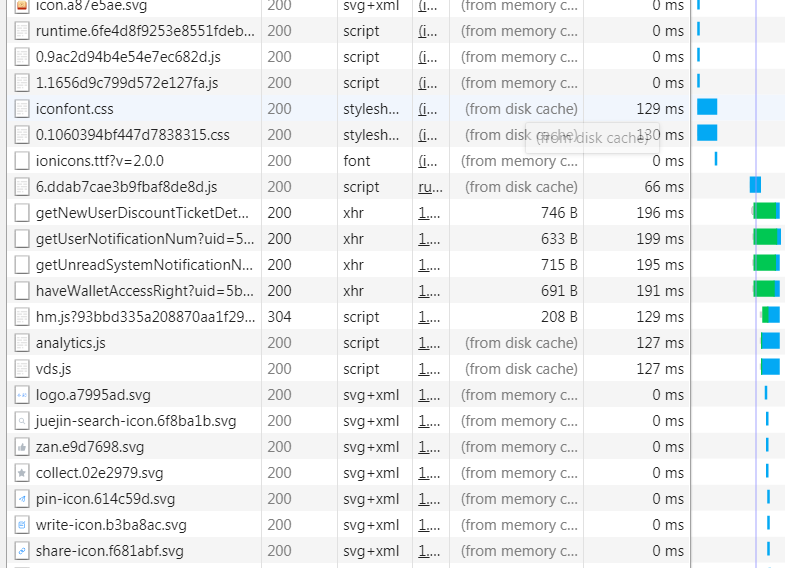 icon.a87e5ae.svg 200 svg+xml (i... (from memory c... 0 ms
runtime.6fe4d8f9253e8551fdeb... 200 script (i... (from memory c... 0 ms
0.9ac2d94b4e54e7ec682d.js 200 script (i... (from memory c... 0 ms
1.1656d9c799d572e127fa.js 200 script (i... (from memory c... 0 ms
iconfont.css 200 stylesh... (i... (from disk cache) 129 ms
0.1060394bf447d7838315.css 200 stylesh... (i... (from disk cache) 130 ms
(from disk cache)
ionicons.ttf?v=2.0.0 200 font (i... (from memory c... 0 ms
6.ddab7cae3b9fbaf8de8d.js 200 script ru... (from disk cache) 66 ms
getNewUserDiscountTicketDet... 200 xhr 1.... 746 B 196 ms
getUserNotificationNum?uid=5... 200 xhr 1.... 633 B 199 ms
getUnreadSystemNotificationN... 200 xhr 1.... 715 B 195 ms
haveWalletAccessRight?uid=5b... 200 xhr 1.... 691 B 191 ms
hm.js?93bbd335a208870aa1f29... 304 script 1.... 208 B 129 ms
analytics.js 200 script 1.... (from disk cache) 127 ms
vds.js 200 script 1.... (from disk cache) 127 ms
logo.a7995ad.svg 200 svg+xml 1.... (from memory c... 0 ms
juejin-search-icon.6f8ba1b.svg 200 svg+xml 1.... (from memory c... 0 ms
zan.e9d7698.svg 200 svg+xml 1.... (from memory c... 0 ms
collect.02e2979.svg 200 svg+xml 1.... (from memory c... 0 ms
pin-icon.614c59d.svg 200 svg+xml 1.... (from memory c... 0 ms
write-icon.b3ba8ac.svg 200 svg+xml 1.... (from memory c... 0 ms
share-icon.f681abf.svg 200 svg+xml 1.... (from memory c... 0 ms